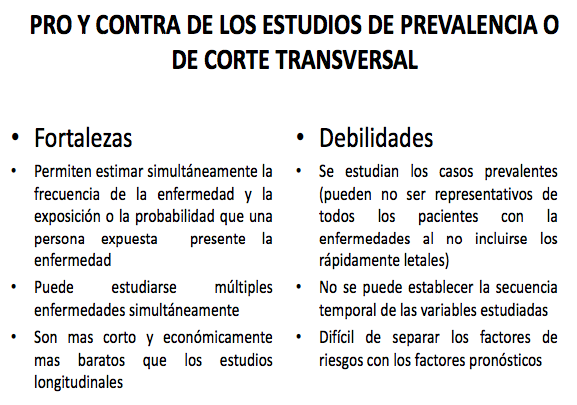 PRO Y CONTRA DE LOS ESTUDIOS DE PREVALENCIA O
DE CORTE TRANSVERSAL
• Fortalezas
• Permiten estimar simultáneamente la
frecuencia de la enfermedad y la
exposición o la probabilidad que una
persona expuesta presente la
enfermedad
• Puede estudiarse múltiples
enfermedades simultáneamente
• Son mas corto y económicamente
mas baratos que los estudios
longitudinales
• Debilidades
• Se estudian los casos prevalentes
(pueden no ser representativos de
todos los pacientes con la
enfermedades al no incluirse los
rápidamente letales)
• No se puede establecer la secuencia
temporal de las variables estudiadas
• Difícil de separar los factores de
riesgos con los factores pronósticos